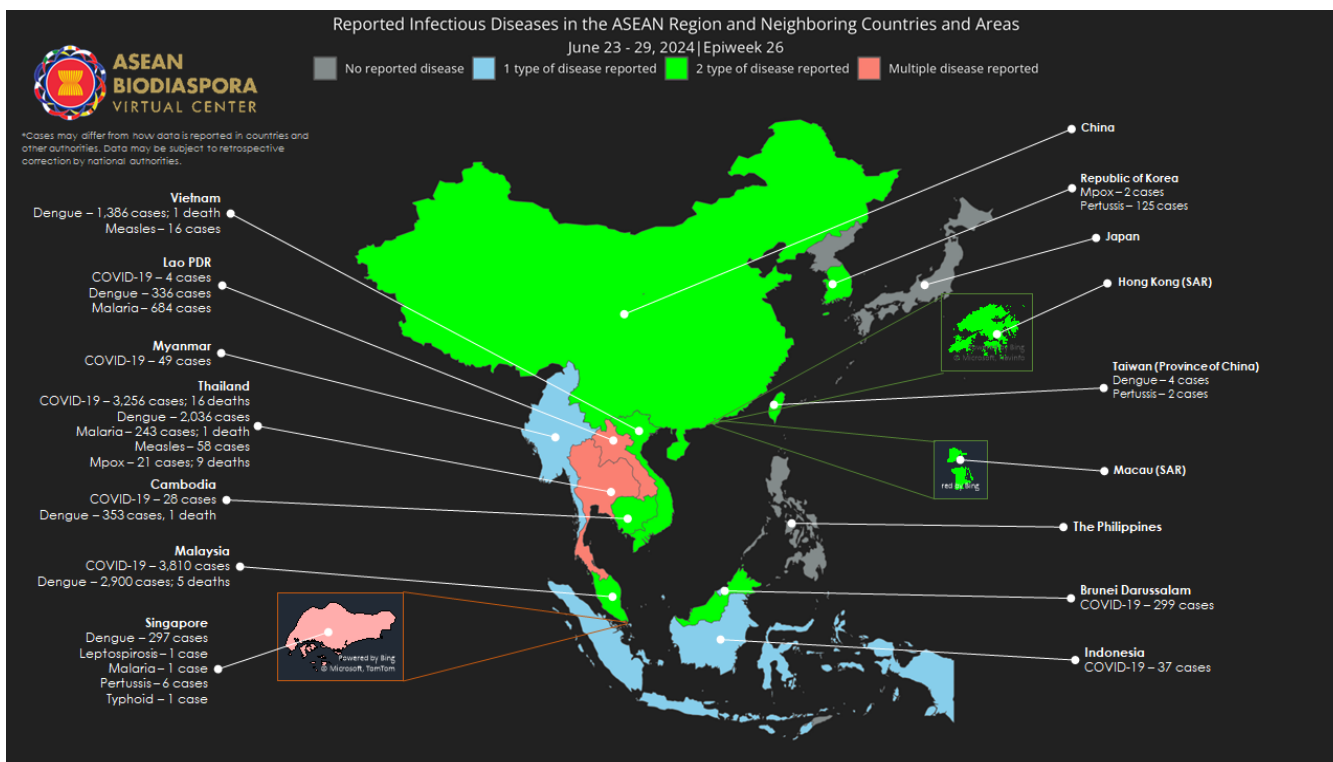 Reported Infectious Diseases in the ASEAN Region and Neighboring Countries and Areas
June 23 - 29, 2024|Epiweek 26
No reported disease
1 type of disease reported
2 type of disease reported
Multiple disease reported
ASEAN
BIODIASPORA
VIRTUAL CENTER
*Cases may differ from how data is reported in countries and
other authorities. Data may be subject to retrospective
correction by national authorities.
Vietnam
Dengue – 1,386 cases; 1 death
Measles – 16 cases
Lao PDR
COVID-19 – 4 cases
Dengue – 336 cases
Malaria – 684 cases
Myanmar
COVID-19 – 49 cases
Thailand
COVID-19 – 3,256 cases; 16 deaths
Dengue – 2,036 cases
Malaria – 243 cases; 1 death
Measles – 58 cases
Mpox – 21 cases; 9 deaths
Cambodia
COVID-19 – 28 cases
Dengue – 353 cases, 1 death
Malaysia
COVID-19 – 3,810 cases
Dengue – 2,900 cases; 5 deaths
Singapore
Dengue – 297 cases
Leptospirosis – 1 case
Malaria – 1 case
Pertussis – 6 cases
Typhoid – 1 case
Powered by Bing
© Microsoft, TomTom
China
Republic of Korea
Mpox – 2 cases
Pertussis – 125 cases
Japan
Hong Kong (SAR)
by Bing
© Microsoft,
Taiwan (Province of China)
Dengue – 4 cases
Pertussis – 2 cases
Macau (SAR)
red by Bing
The Philippines
Brunei Darussalam
COVID-19 – 299 cases
Indonesia
COVID-19 – 37 cases